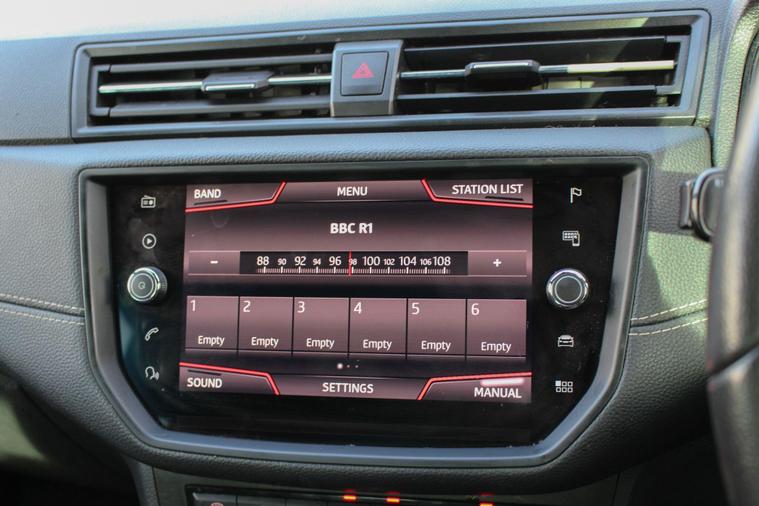 BAND MENU STATION LIST
BBC R1
- 88 90 92 94 96 98 100 102 104 106 108 +
1 2 3 4 5 6
Empty Empty Empty Empty Empty Empty
SOUND SETTINGS MANUAL